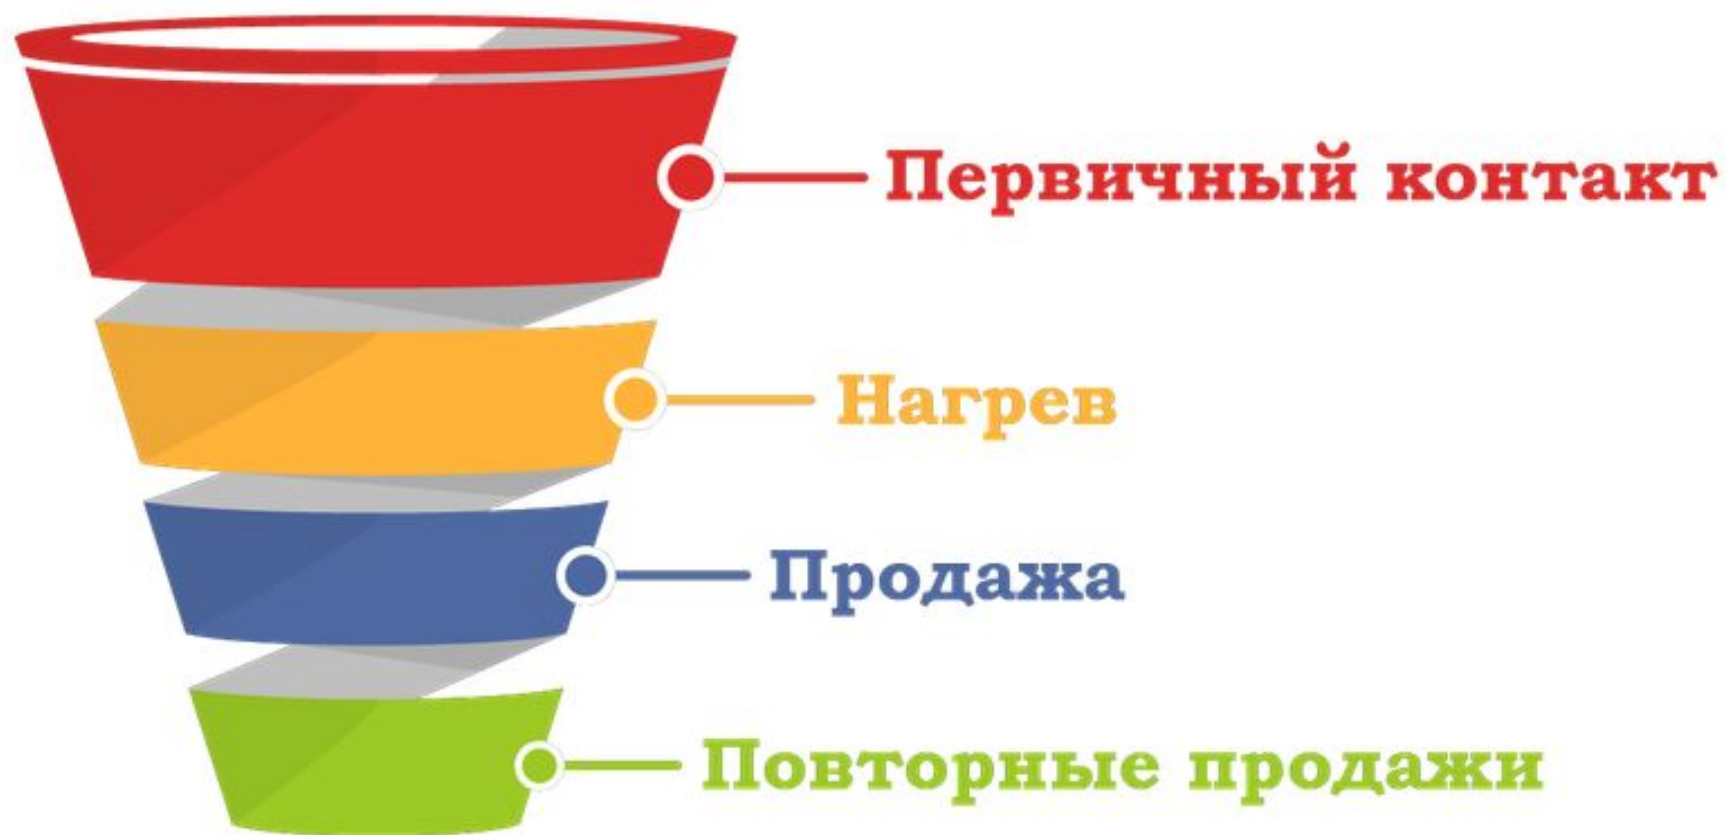 Первичный контакт
Нагрев
Продажа
Повторные продажи